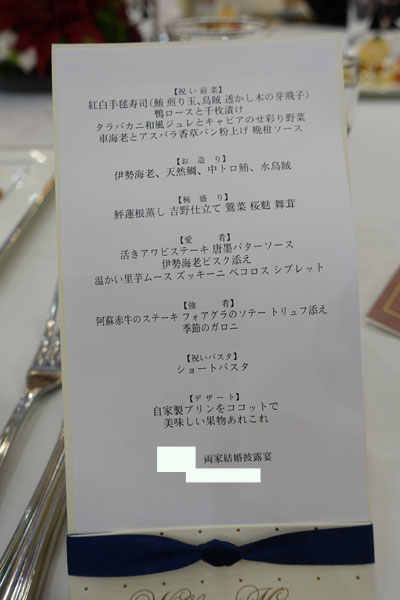 【祝い前菜】
紅白手毬寿司(鮪 煎り玉、烏賊 透かし木の芽飛子)
鴨ロースと千枚漬け
タラバカニ和風ジュレとキャビアのせ彩り野菜
車海老とアスパラ香草パン粉上げ 晩柑ソース
【お造り】
伊勢海老、天然鯛、中トロ鮪、水烏賊
【椀盛り】
鮮蓮根蒸し 吉野仕立て 鶯菜 桜麩 舞茸
【愛肴】
活きアワビステーキ 唐墨バターソース
伊勢海老ビスク添え
温かい里芋ムース ズッキーニ ペコロス シブレット
【強肴】
阿蘇赤牛のステーキ フォアグラのソテー トリュフ添え
季節のガロニ
【祝いパスタ】
ショートパスタ
【デザート】
自家製プリンをココットで
美味しい果物あれこれ
両家結婚披露宴